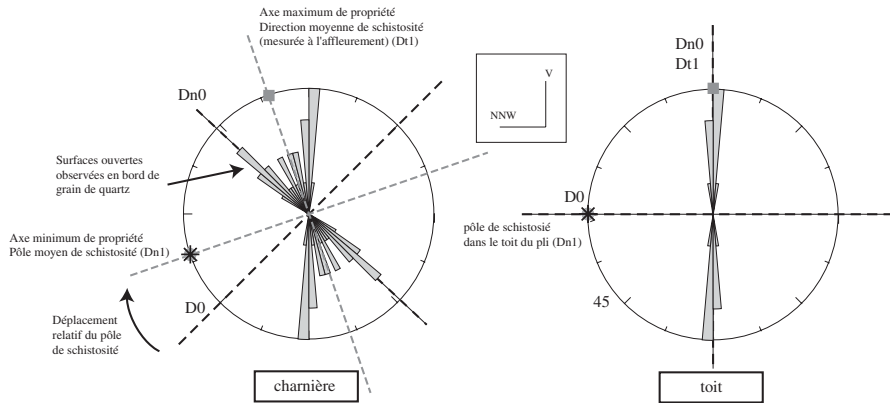 Axe maximum de propriété
Direction moyenne de schistosité
(mesurée à l'affleurement) (Dt1)
Dn0
Surfaces ouvertes
observées en bord de
grain de quartz
Axe minimum de propriété
Pôle moyen de schistosité (Dn1)
D0
Déplacement
relatif du pôle
de schistosité
charnière
V
NNW
Dn0
Dt1
D0
pôle de schistosié
dans le toit du pli (Dn1)
45
toit